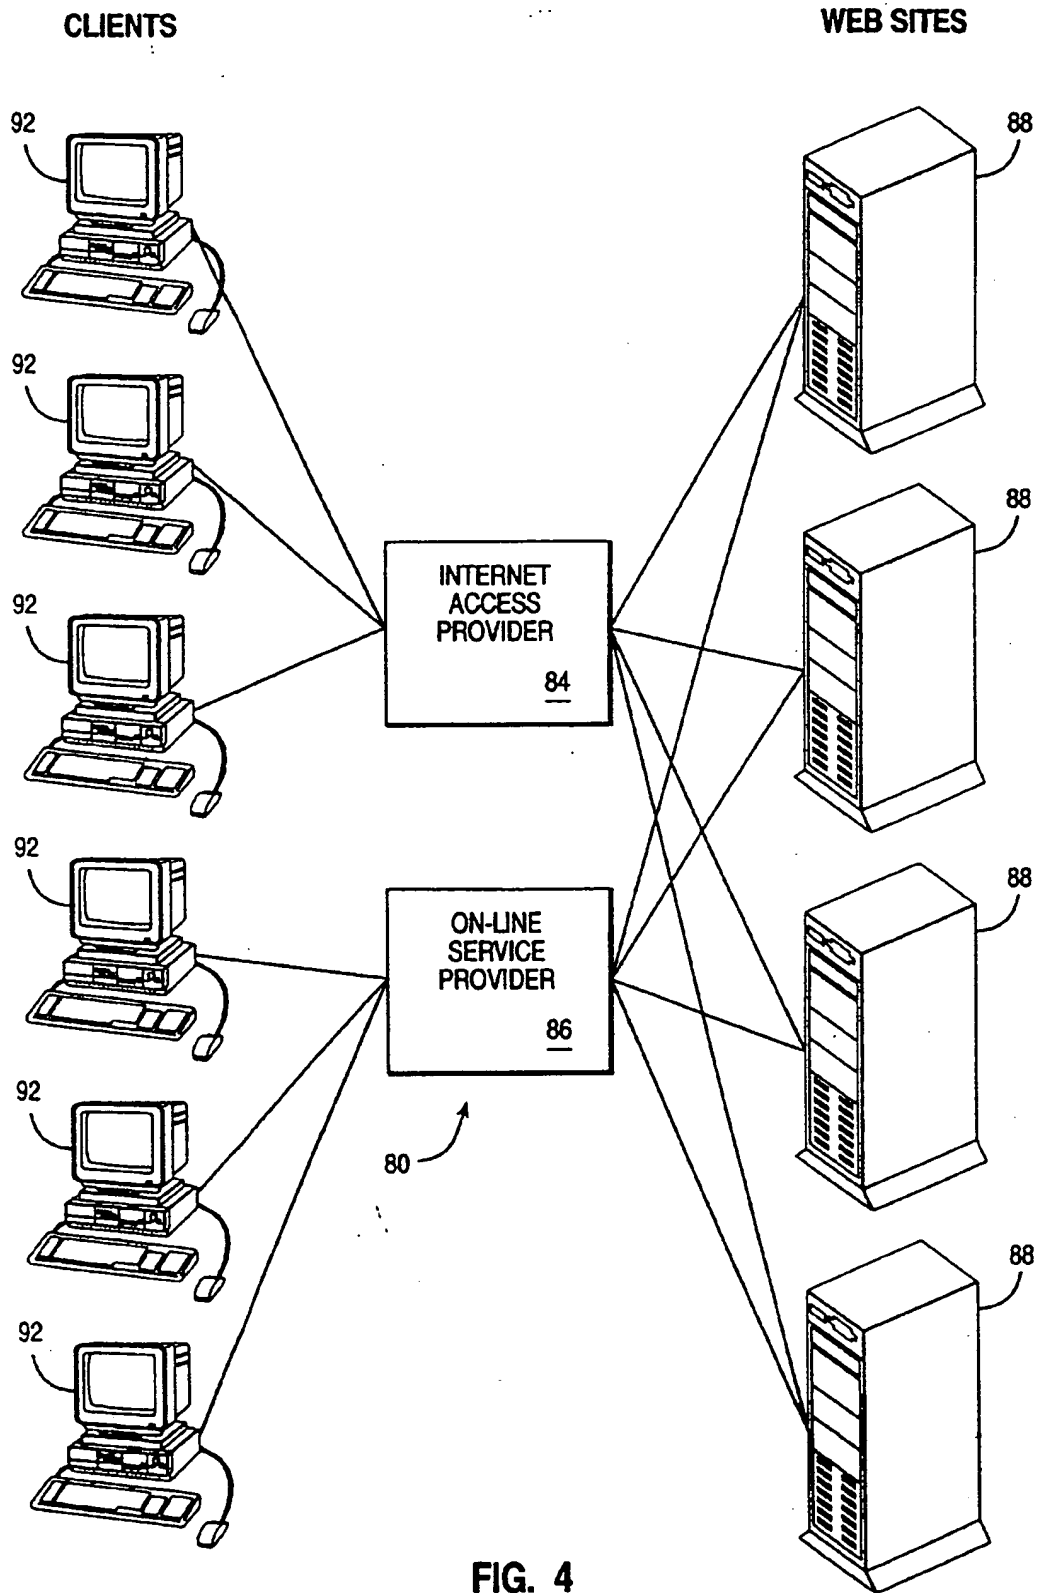 CLIENTS
WEB SITES
92
88
92
88
92
INTERNET
ACCESS
PROVIDER
84
92
88
ON-LINE
SERVICE
PROVIDER
86
92
80
92
88
FIG. 4